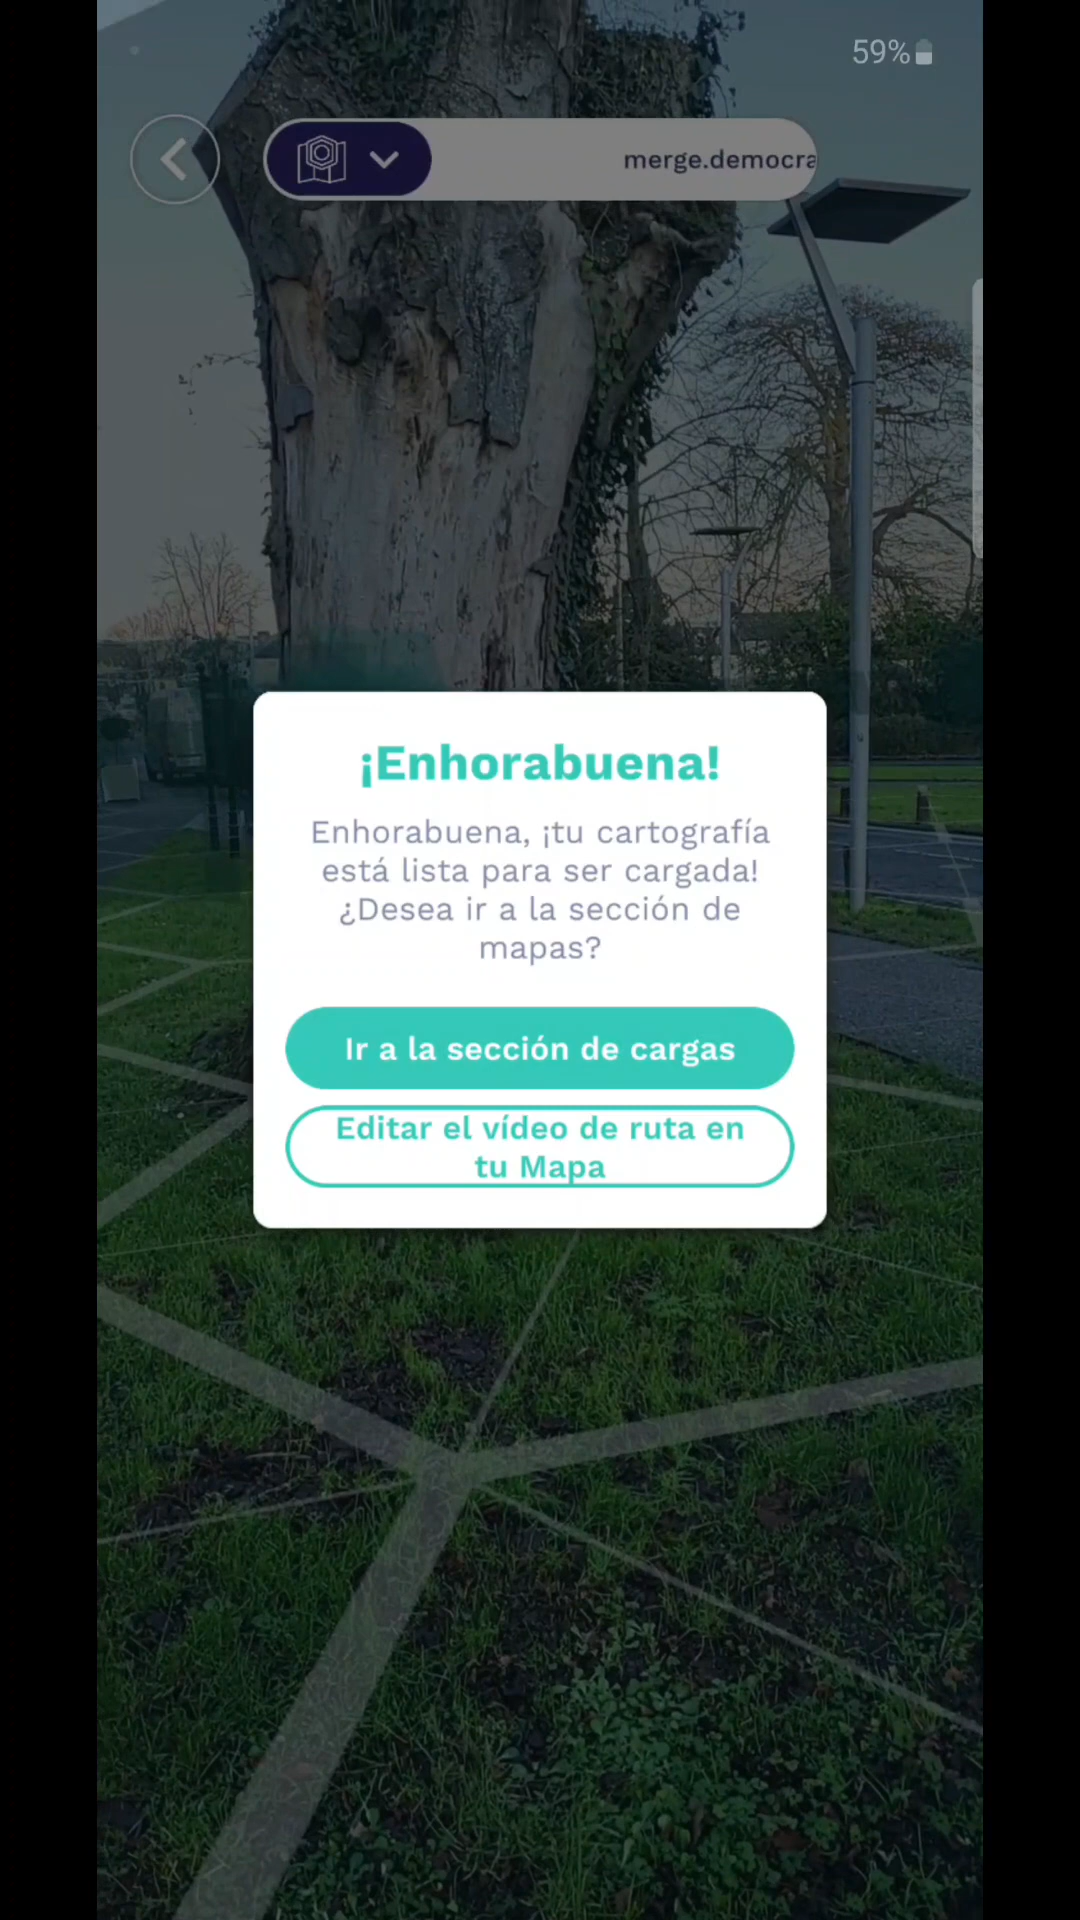 59%
merge.democra
¡Enhorabuena!
Enhorabuena, ¡tu cartografía
está lista para ser cargada!
¿Desea ir a la sección de
mapas?
Ir a la sección de cargas
Editar el vídeo de ruta en
tu Mapa